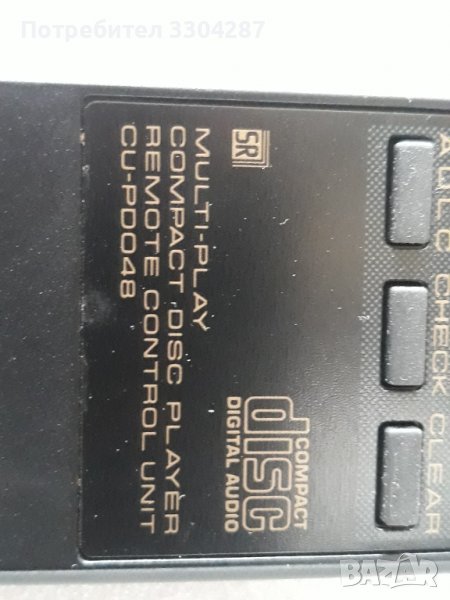 Потребител 3304287
SR
MULTI-PLAY
COMPACT DISC PLAYER
REMOTE CONTROL UNIT
CU-PD048
COMPACT
disc
DIGITAL AUDIO
CHECK
CLEAR
BAZAR